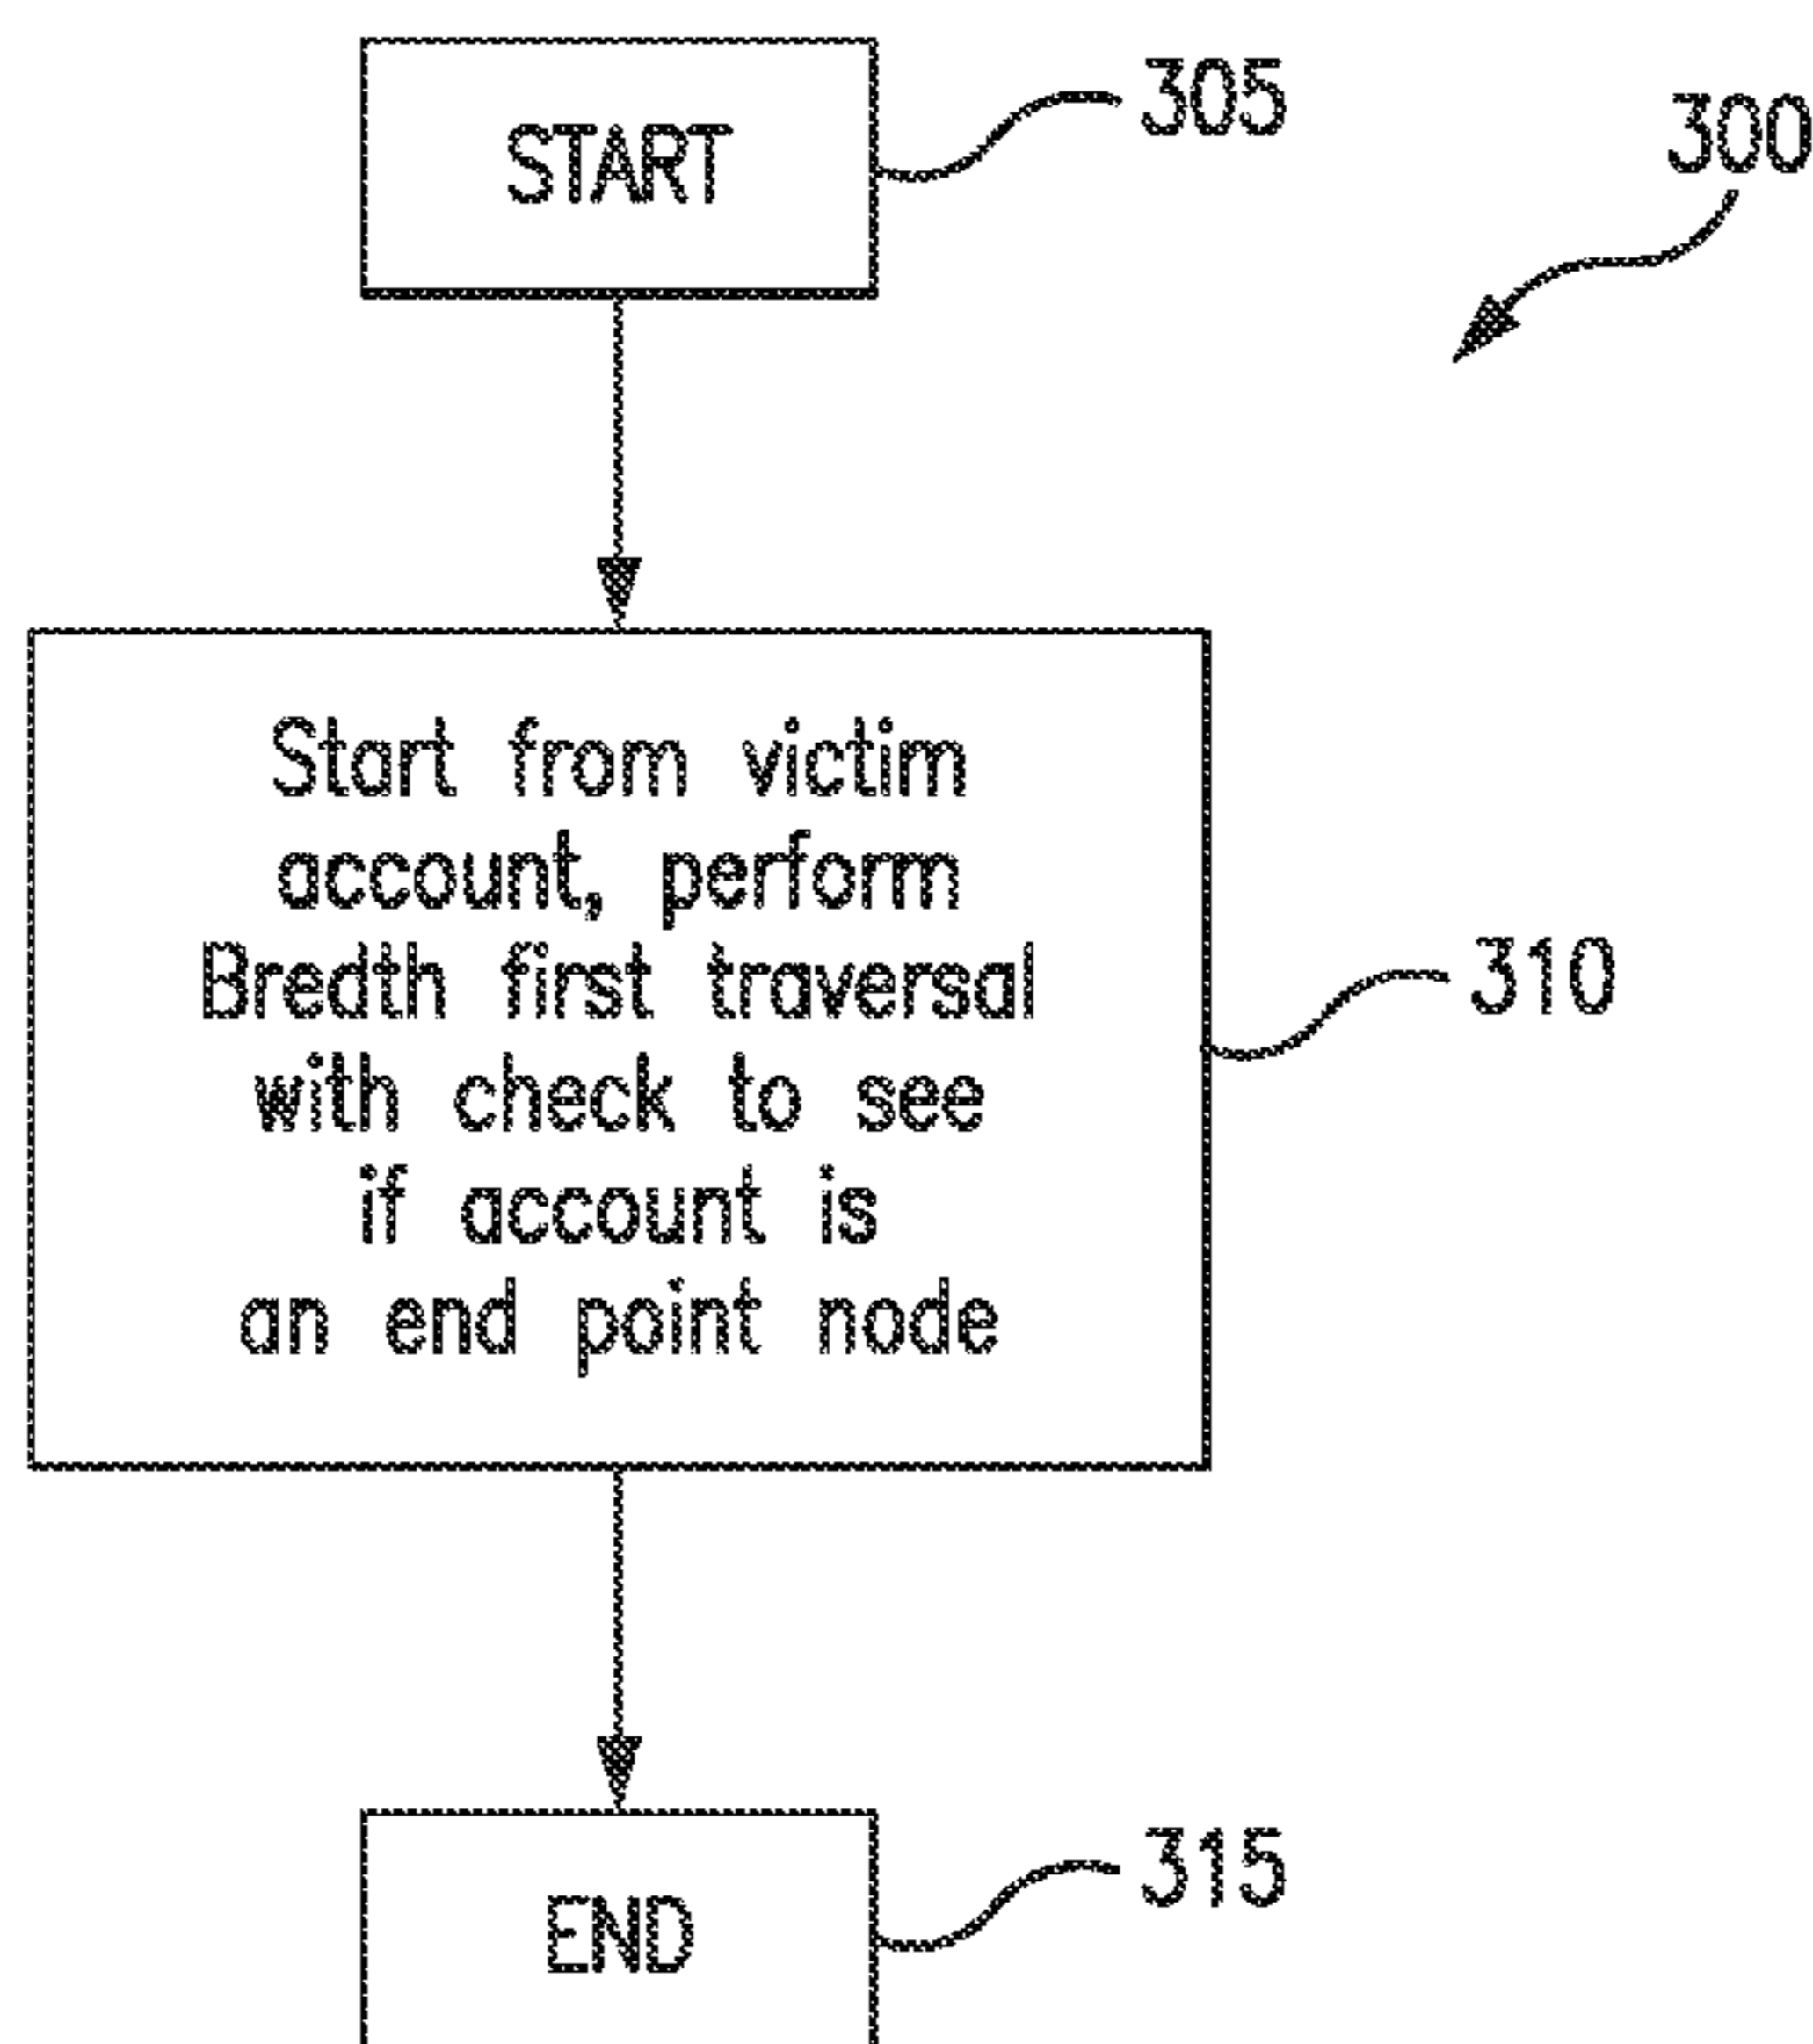 START
305
300
Start from victim
account, perform
Bredth first traversal
with check to see
if account is
an end point node
310
END
315